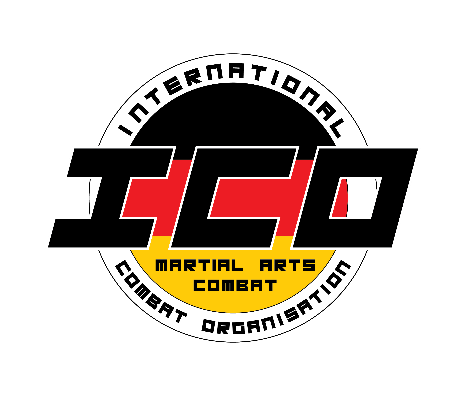 INTERNATIONAL
ICO
MARTIAL ARTS
COMBAT
COMBAT ORGANISATION